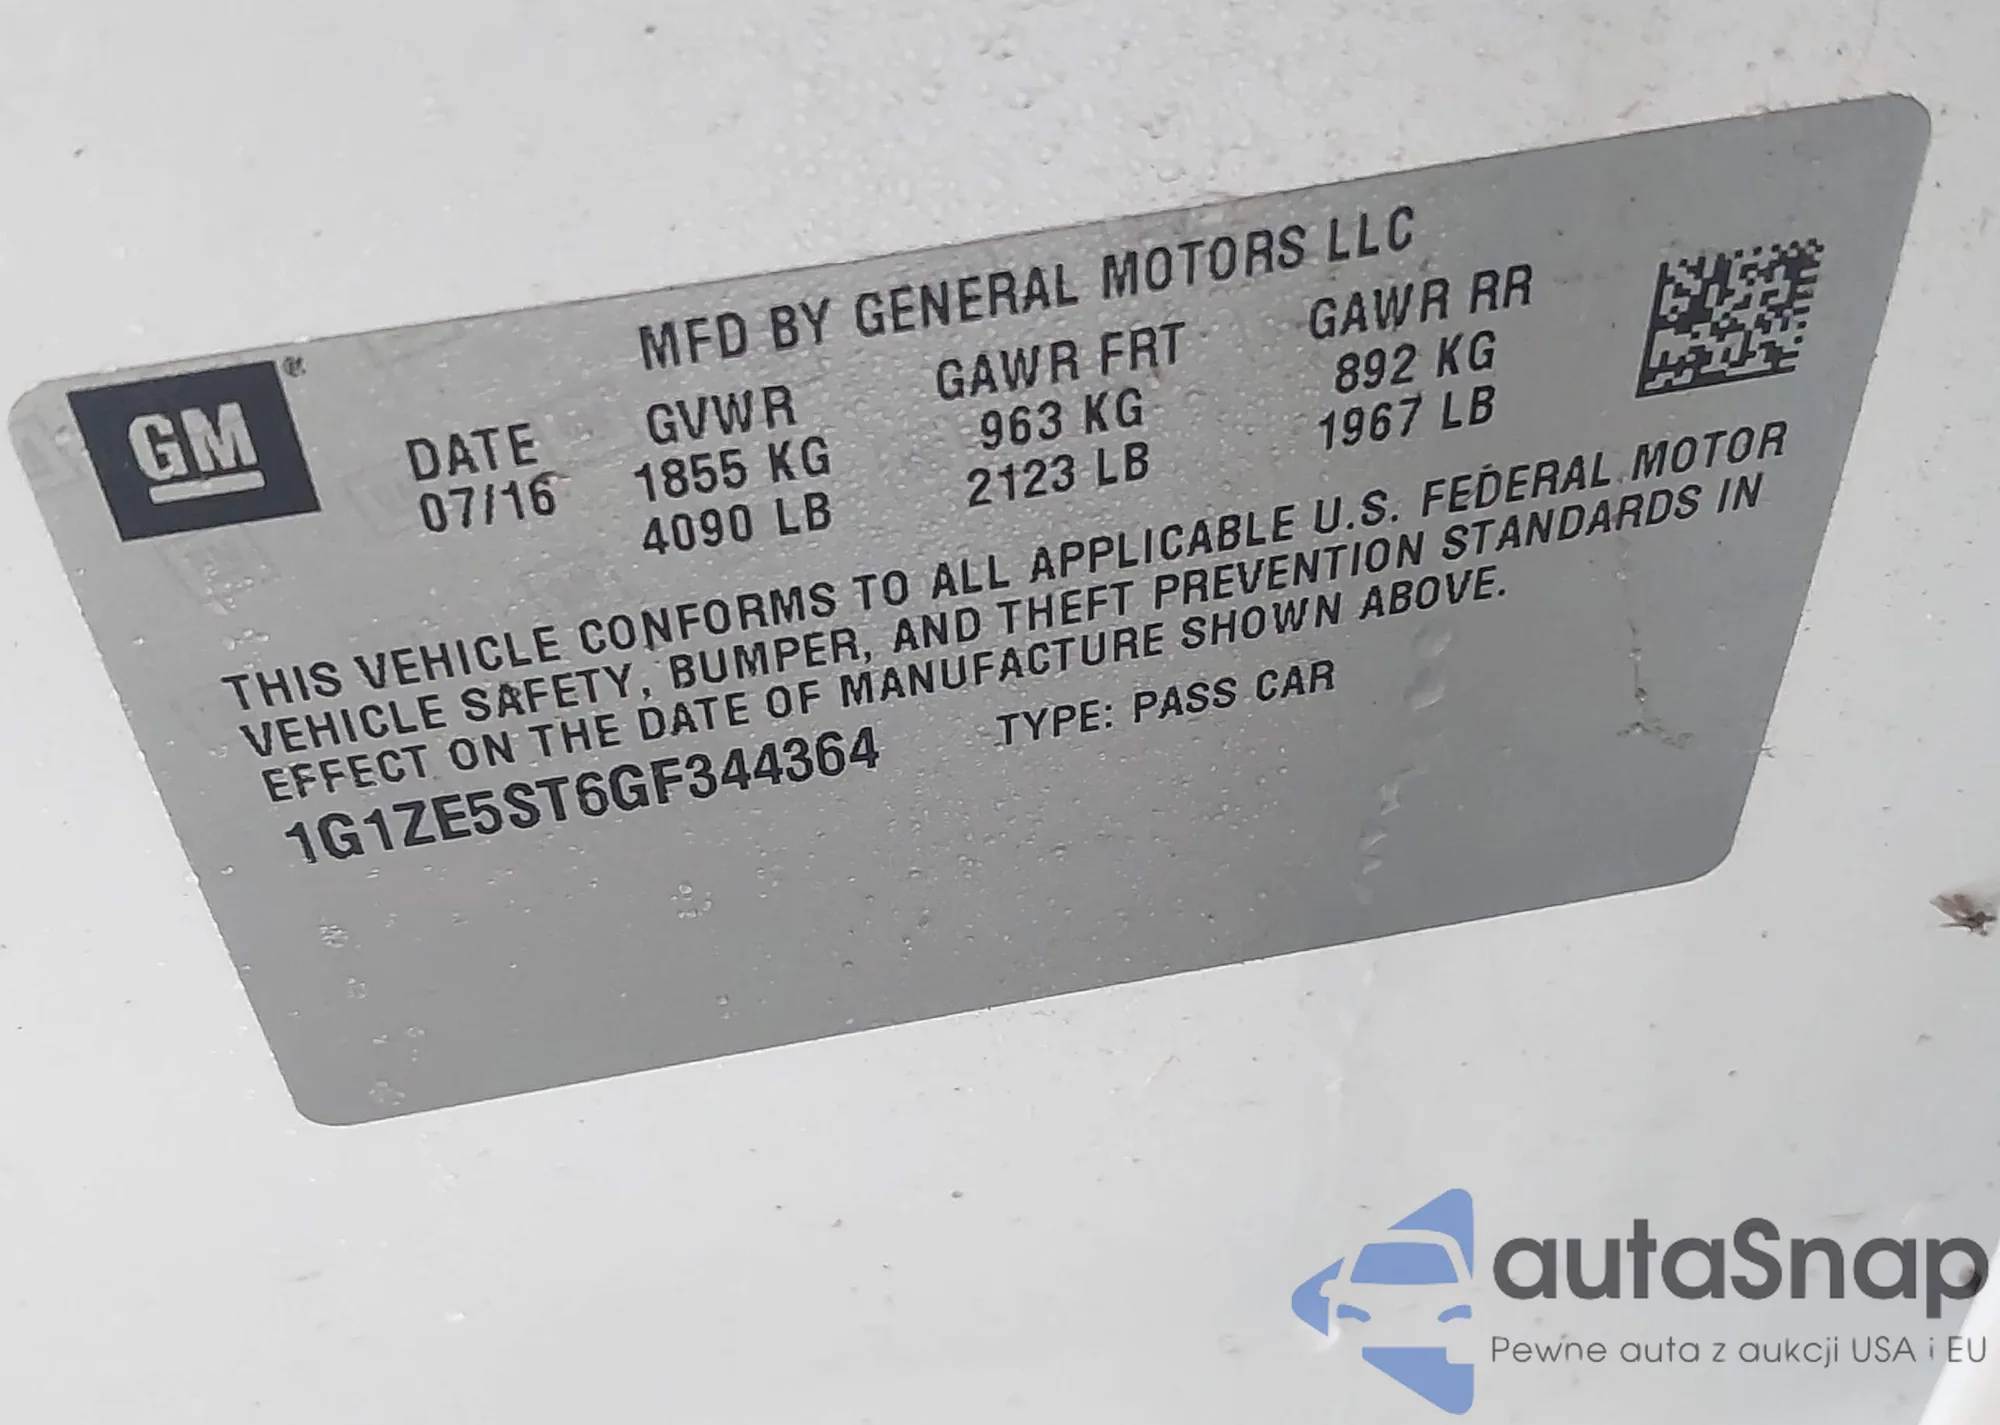 MFD BY GENERAL MOTORS LLC
GM®
DATE GVWR GAWR FRT GAWR RR
07/16 1855 KG 963 KG 892 KG
4090 LB 2123 LB 1967 LB
THIS VEHICLE CONFORMS TO ALL APPLICABLE U.S. FEDERAL MOTOR
VEHICLE SAFETY, BUMPER, AND THEFT PREVENTION STANDARDS IN
EFFECT ON THE DATE OF MANUFACTURE SHOWN ABOVE.
1G1ZE5ST6GF344364 TYPE: PASS CAR
autaSnap
Pewne auta z aukcji USA i EU